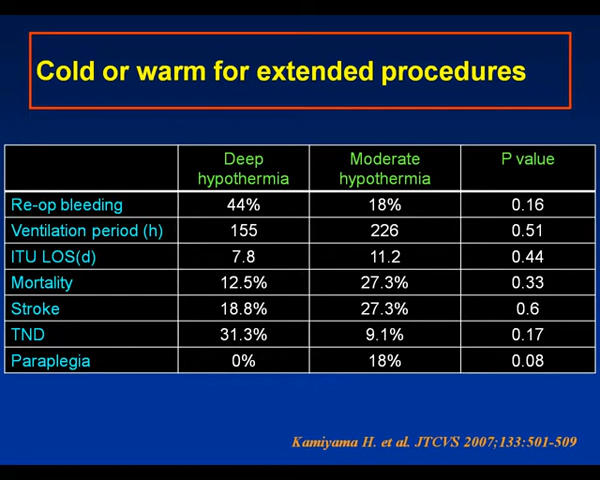 Cold or warm for extended procedures
Deep hypothermia Moderate hypothermia P value
Re-op bleeding 44% 18% 0.16
Ventilation period (h) 155 226 0.51
ITU LOS(d) 7.8 11.2 0.44
Mortality 12.5% 27.3% 0.33
Stroke 18.8% 27.3% 0.6
TND 31.3% 9.1% 0.17
Paraplegia 0% 18% 0.08
Kamiyama H. et al. JTCVS 2007;133:501-509